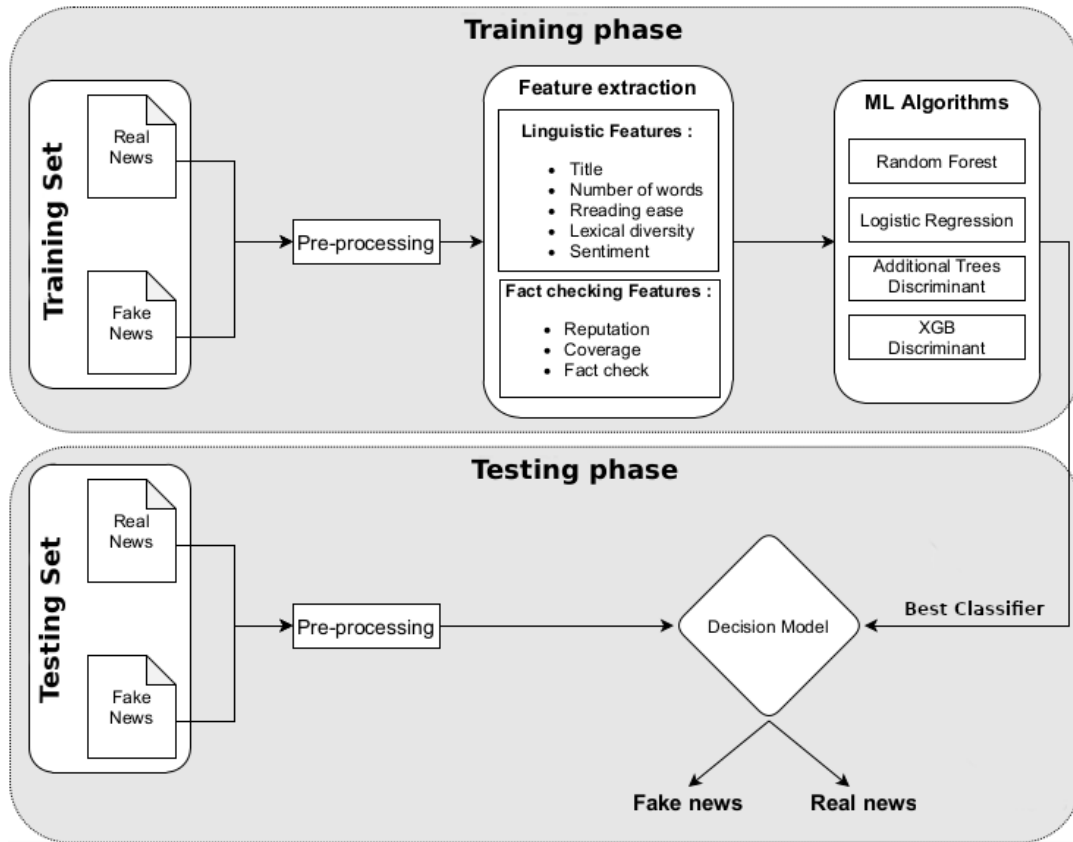 Training phase
Training Set
Real
News
Fake
News
Pre-processing
Feature extraction
Linguistic Features :
• Title
• Number of words
• Rreading ease
• Lexical diversity
• Sentiment
Fact checking Features :
• Reputation
• Coverage
• Fact check
ML Algorithms
Random Forest
Logistic Regression
Additional Trees
Discriminant
XGB
Discriminant
Testing phase
Testing Set
Real
News
Fake
News
Pre-processing
Decision Model
Best Classifier
Fake news
Real news